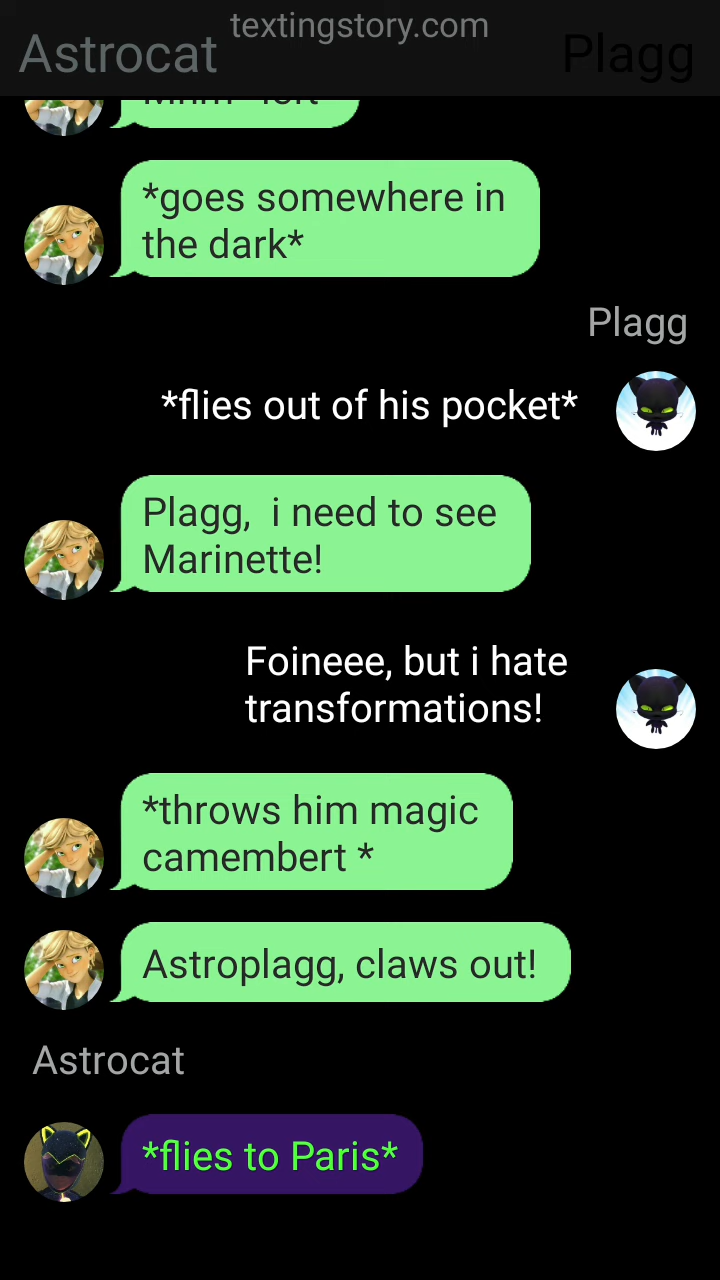 textingstory.com
Astrocat
Plagg
*goes somewhere in
the dark*
Plagg
*flies out of his pocket*
Plagg,  i need to see
Marinette!
Foineee, but i hate
transformations!
*throws him magic
camembert *
Astroplagg, claws out!
Astrocat
*flies to Paris*